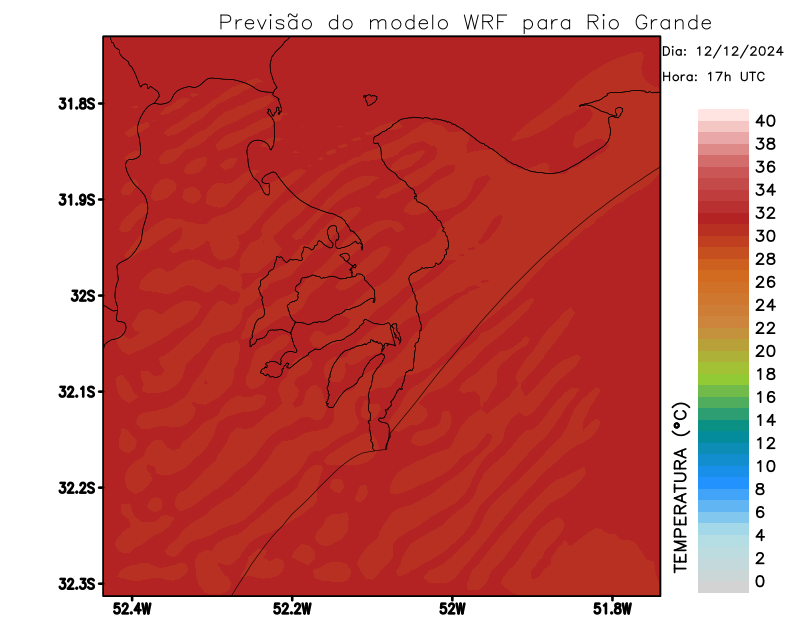 Previsão do modelo WRF para Rio Grande
Dia: 12/12/2024
Hora: 17h UTC
31.8S
31.9S
32S
32.1S
32.2S
32.3S
52.4W
52.2W
52W
51.8W
TEMPERATURA (°C)
40
38
36
34
32
30
28
26
24
22
20
18
16
14
12
10
8
6
4
2
0